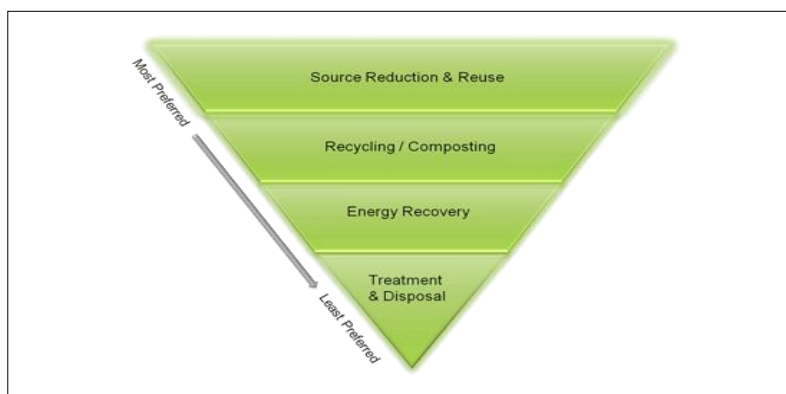 Most Preferred
Source Reduction & Reuse
Recycling / Composting
Energy Recovery
Treatment
& Disposal
Least Preferred